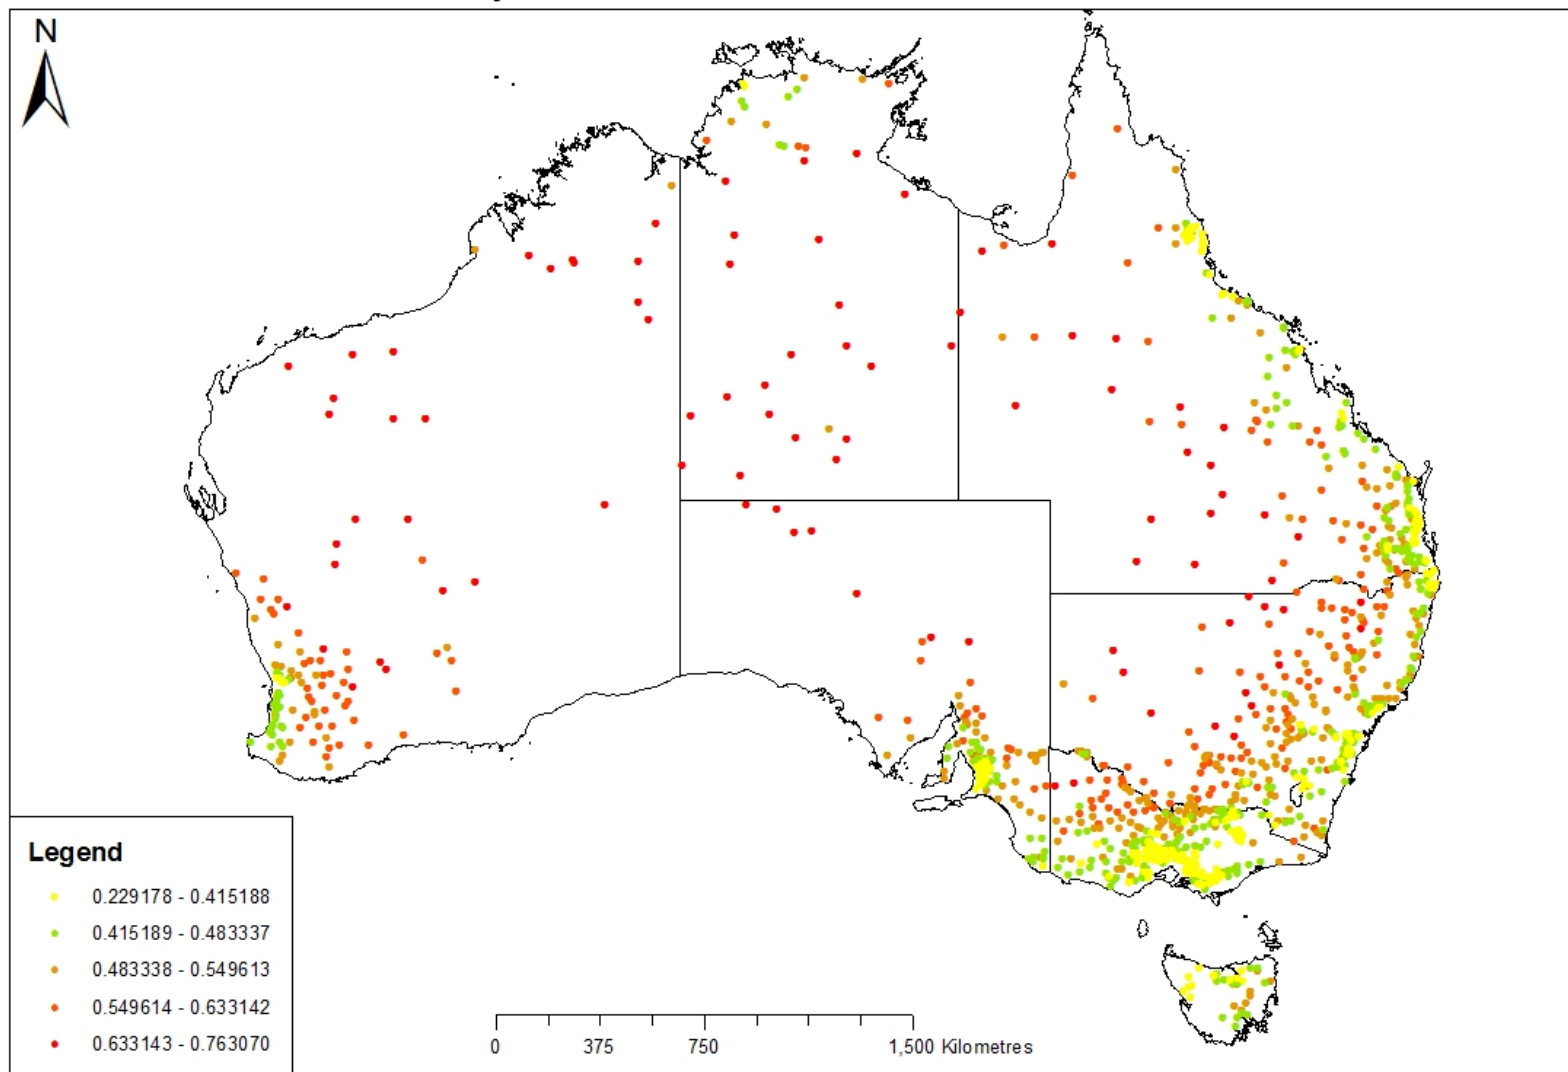 N
Legend
0.229178 - 0.415188
0.415189 - 0.483337
0.483338 - 0.549613
0.549614 - 0.633142
0.633143 - 0.763070
0 375 750 1,500 Kilometres